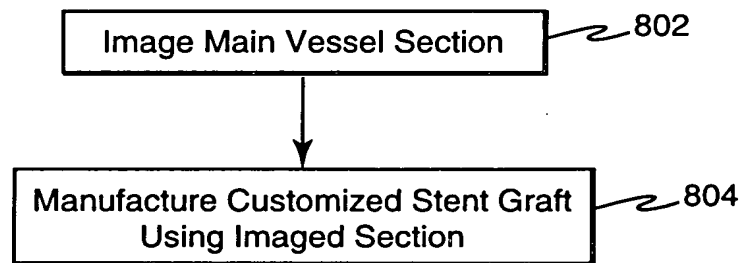 Image Main Vessel Section
802
Manufacture Customized Stent Graft
Using Imaged Section
804